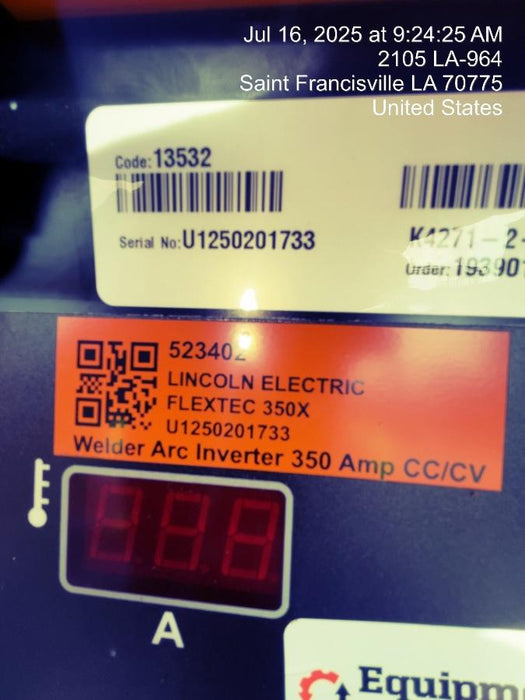 Jul 16, 2025 at 9:24:25 AM
2105 LA-964
Saint Francisville LA 70775
United States
Code: 13532
Serial No: U1250201733
K4271-2-
Order: 193901
523402
LINCOLN ELECTRIC
FLEXTEC 350X
U1250201733
Welder Arc Inverter 350 Amp CC/CV
A